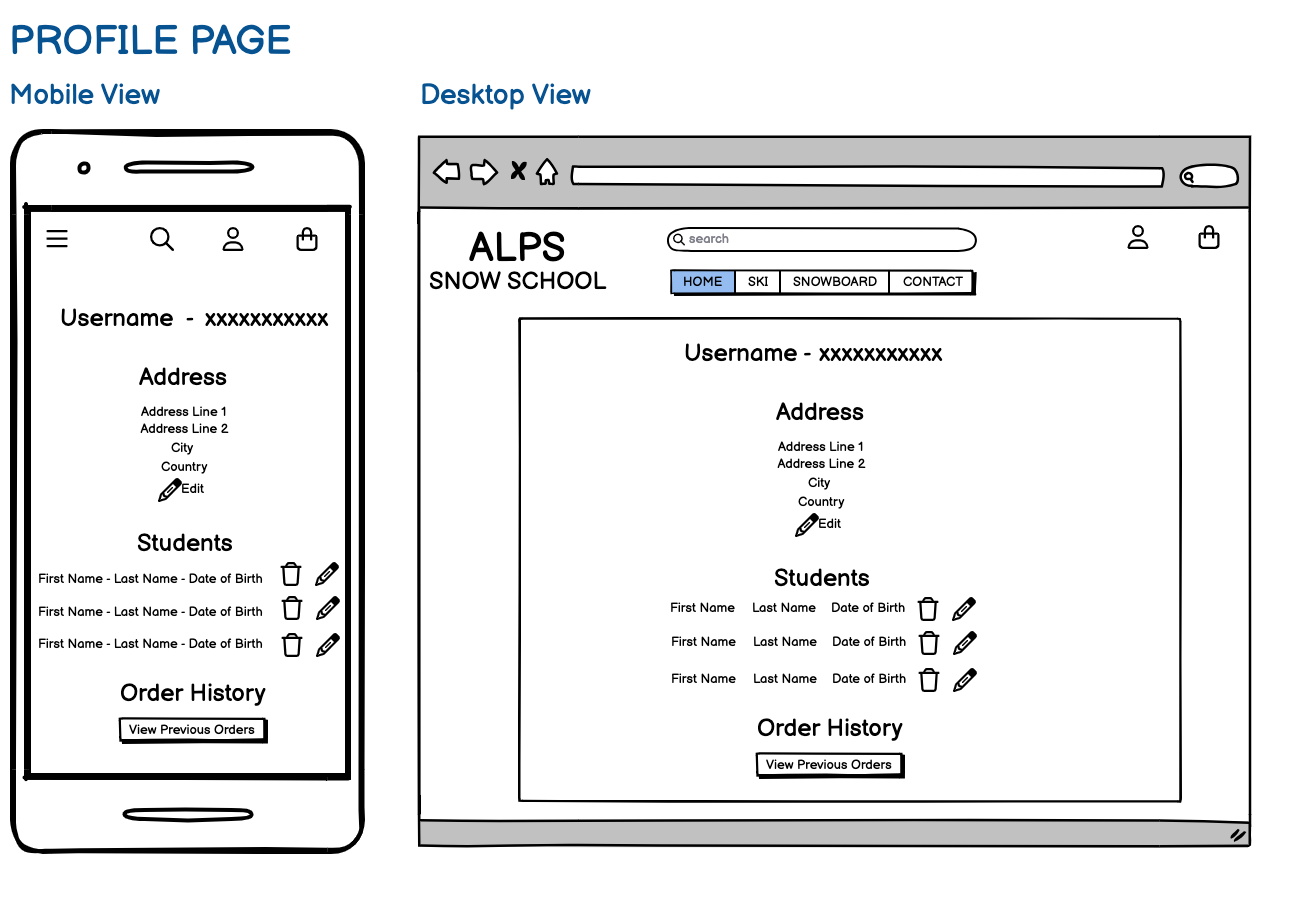 PROFILE PAGE
Mobile View
Username - xxxxxxxxxxx
Address
Address Line 1
Address Line 2
City
Country
Edit
Students
First Name - Last Name - Date of Birth
First Name - Last Name - Date of Birth
First Name - Last Name - Date of Birth
Order History
View Previous Orders
Desktop View
ALPS
SNOW SCHOOL
search
HOME SKI SNOWBOARD CONTACT
Username - xxxxxxxxxxx
Address
Address Line 1
Address Line 2
City
Country
Edit
Students
First Name Last Name Date of Birth
First Name Last Name Date of Birth
First Name Last Name Date of Birth
Order History
View Previous Orders